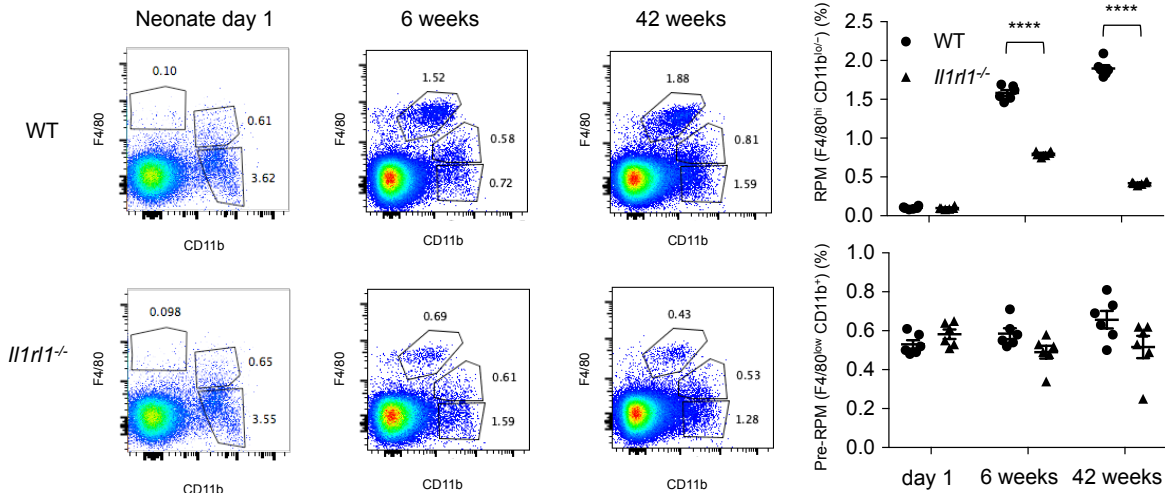 Neonate day 1
6 weeks
42 weeks
WT
F4/80
0.10
0.61
3.62
CD11b
F4/80
1.52
0.58
0.72
CD11b
F4/80
1.88
0.81
1.59
CD11b
Il1rl1⁻/⁻
F4/80
0.098
0.65
3.55
CD11b
F4/80
0.69
0.61
1.59
CD11b
F4/80
0.43
0.53
1.28
CD11b
RPM (F4/80ʰⁱ CD11bˡᵒ/⁻) (%)
2.5
2.0
1.5
1.0
0.5
0.0
WT
Il1rl1⁻/⁻
****
****
Pre-RPM (F4/80ˡᵒʷ CD11b⁺) (%)
1.0
0.8
0.6
0.4
0.2
0.0
day 1
6 weeks
42 weeks